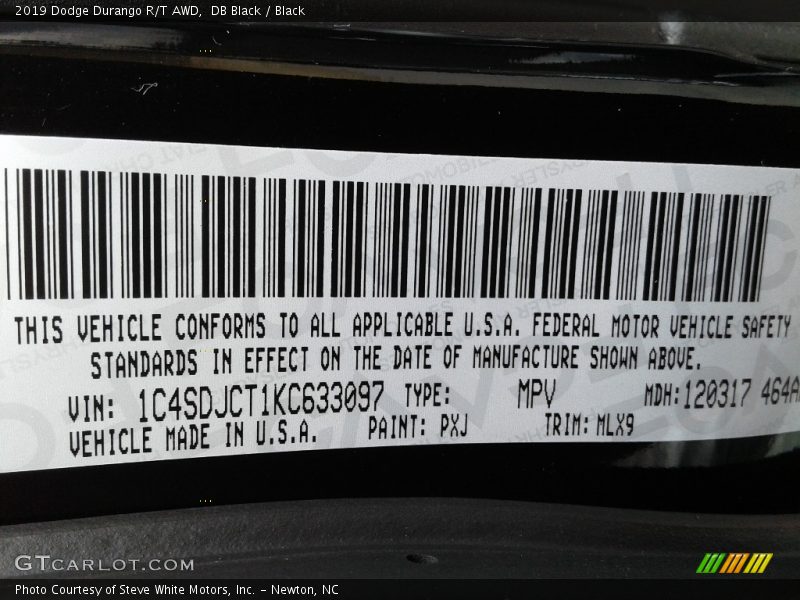 2019 Dodge Durango R/T AWD, DB Black / Black
THIS VEHICLE CONFORMS TO ALL APPLICABLE U.S.A. FEDERAL MOTOR VEHICLE SAFETY
STANDARDS IN EFFECT ON THE DATE OF MANUFACTURE SHOWN ABOVE.
VIN: 1C4SDJCT1KC633097 TYPE: MPV MDH:120317 464A
VEHICLE MADE IN U.S.A. PAINT: PXJ TRIM: MLX9
GTCARLOT.COM
Photo Courtesy of Steve White Motors, Inc. – Newton, NC